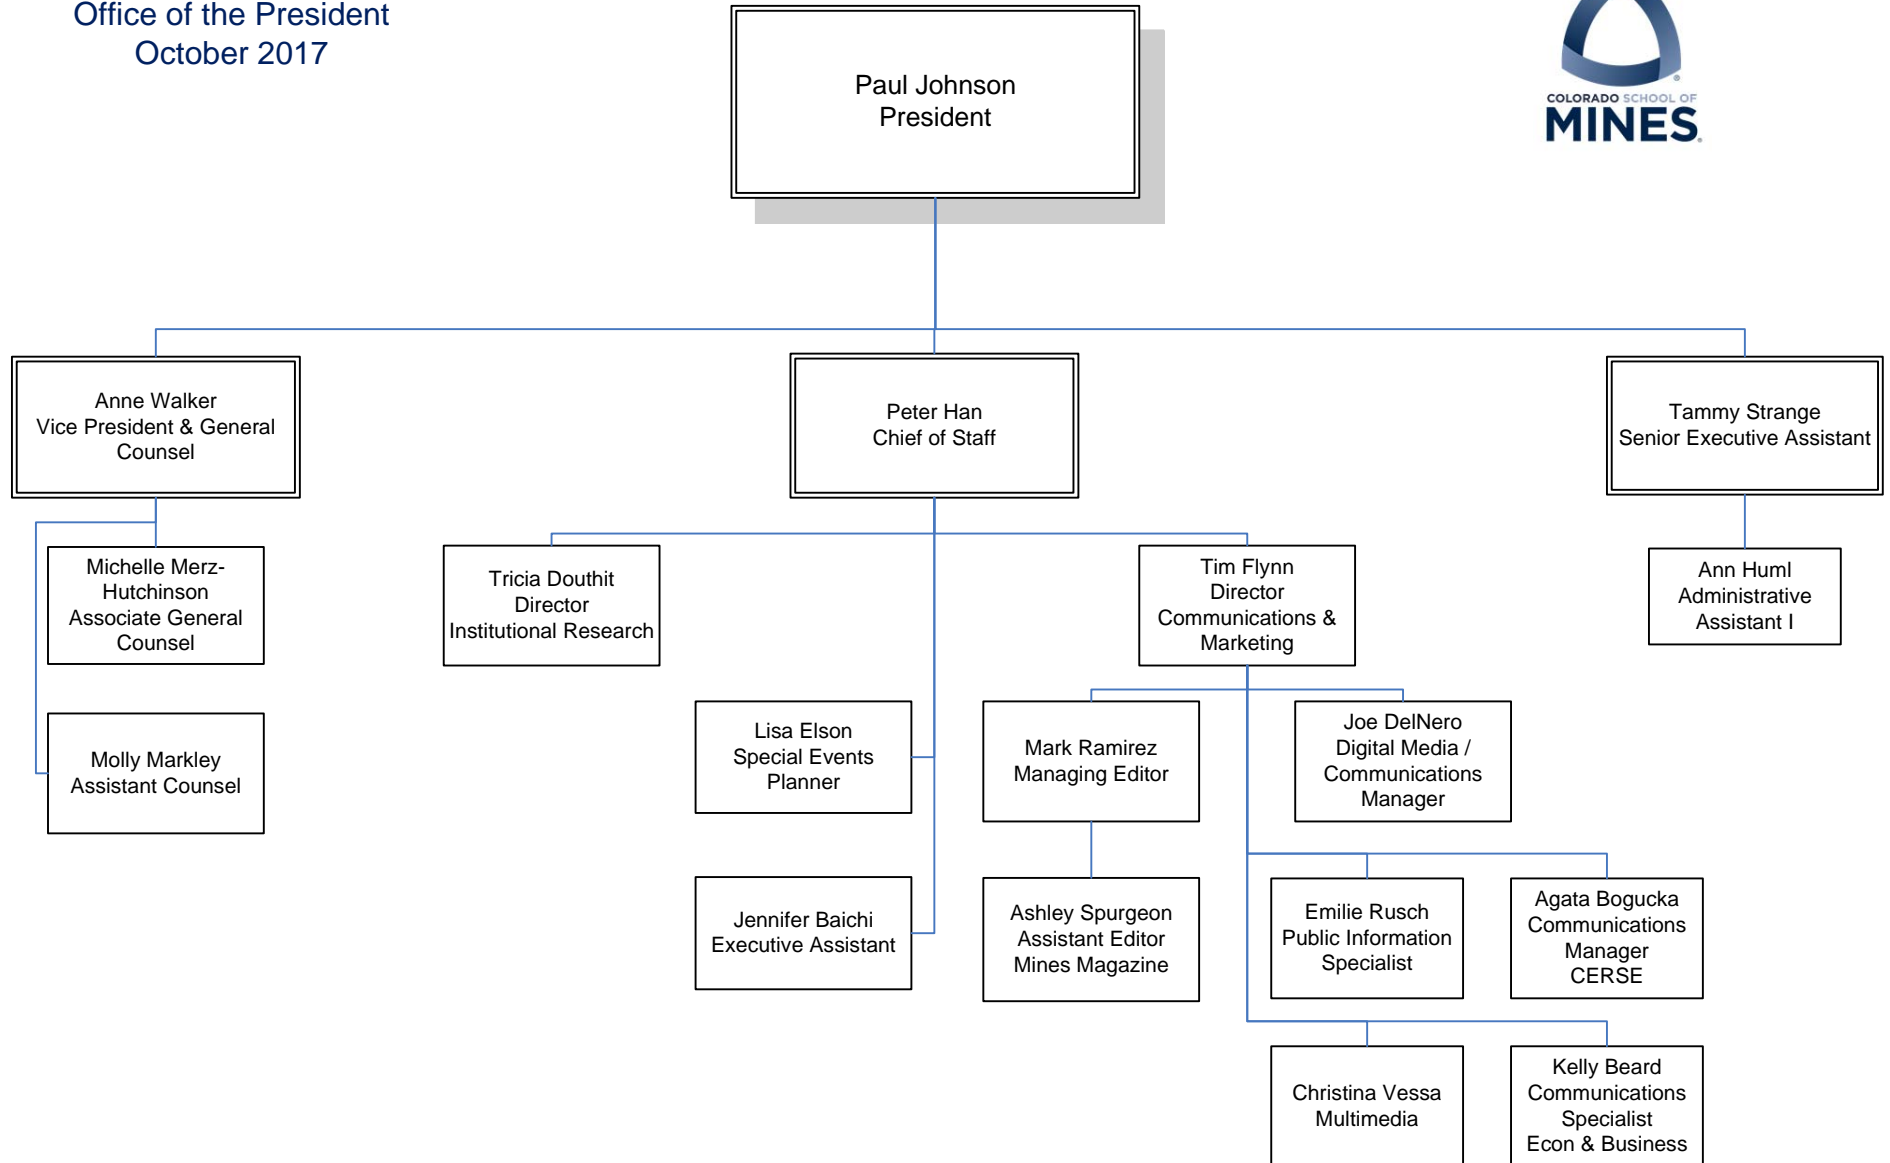 Office of the President
October 2017
Paul Johnson
President
COLORADO SCHOOL OF
MINES
Anne Walker
Vice President & General
Counsel
Peter Han
Chief of Staff
Tammy Strange
Senior Executive Assistant
Michelle Merz-
Hutchinson
Associate General
Counsel
Tricia Douthit
Director
Institutional Research
Tim Flynn
Director
Communications &
Marketing
Ann Huml
Administrative
Assistant I
Molly Markley
Assistant Counsel
Lisa Elson
Special Events
Planner
Mark Ramirez
Managing Editor
Joe DelNero
Digital Media /
Communications
Manager
Jennifer Baichi
Executive Assistant
Ashley Spurgeon
Assistant Editor
Mines Magazine
Emilie Rusch
Public Information
Specialist
Agata Bogucka
Communications
Manager
CERSE
Christina Vessa
Multimedia
Kelly Beard
Communications
Specialist
Econ & Business